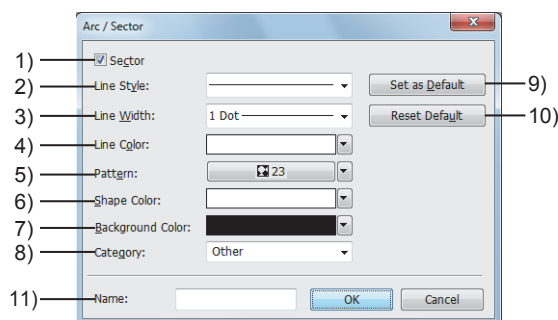 Arc / Sector
1) Sector
2) Line Style: Set as Default 9)
3) Line Width: 1 Dot Reset Default 10)
4) Line Color:
5) Pattern: 23
6) Shape Color:
7) Background Color:
8) Category: Other
11) Name: OK Cancel